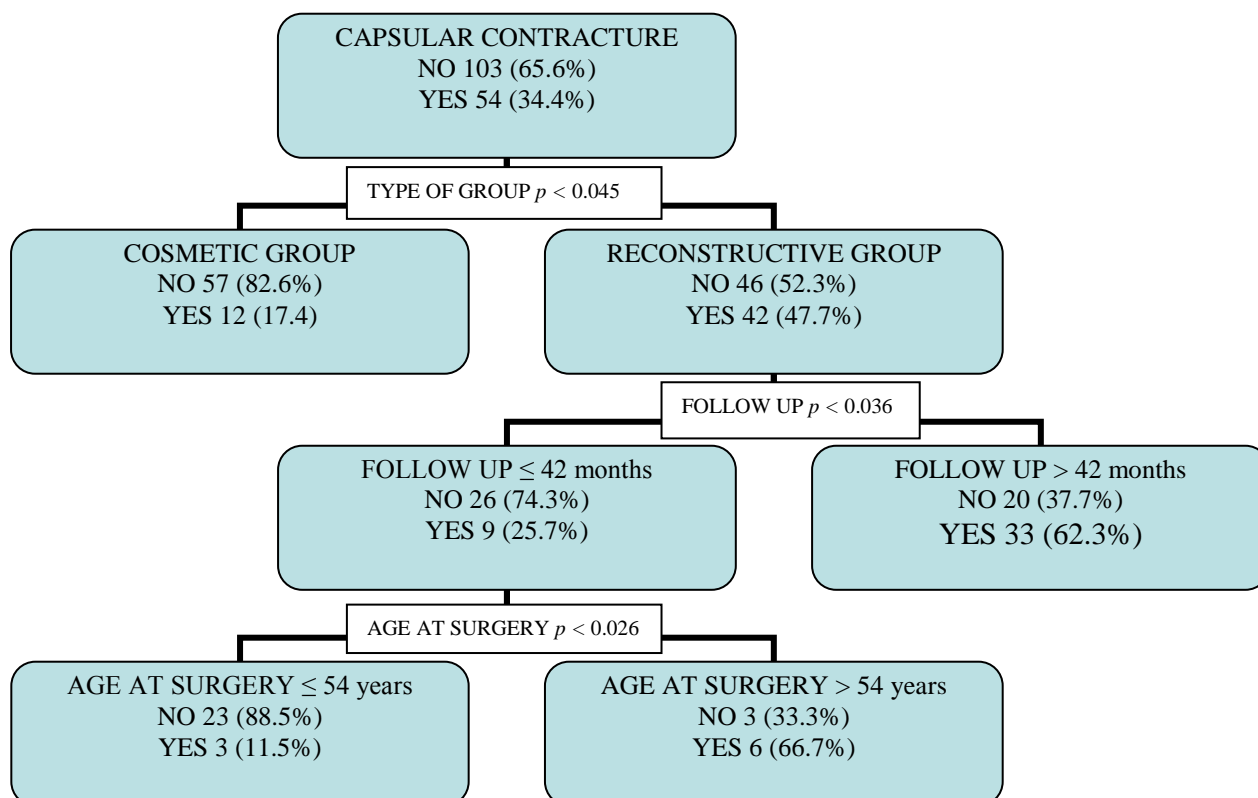 CAPSULAR CONTRACTURE
NO 103 (65.6%)
YES 54 (34.4%)
TYPE OF GROUP p < 0.045
COSMETIC GROUP
NO 57 (82.6%)
YES 12 (17.4)
RECONSTRUCTIVE GROUP
NO 46 (52.3%)
YES 42 (47.7%)
FOLLOW UP p < 0.036
FOLLOW UP ≤ 42 months
NO 26 (74.3%)
YES 9 (25.7%)
FOLLOW UP > 42 months
NO 20 (37.7%)
YES 33 (62.3%)
AGE AT SURGERY p < 0.026
AGE AT SURGERY ≤ 54 years
NO 23 (88.5%)
YES 3 (11.5%)
AGE AT SURGERY > 54 years
NO 3 (33.3%)
YES 6 (66.7%)